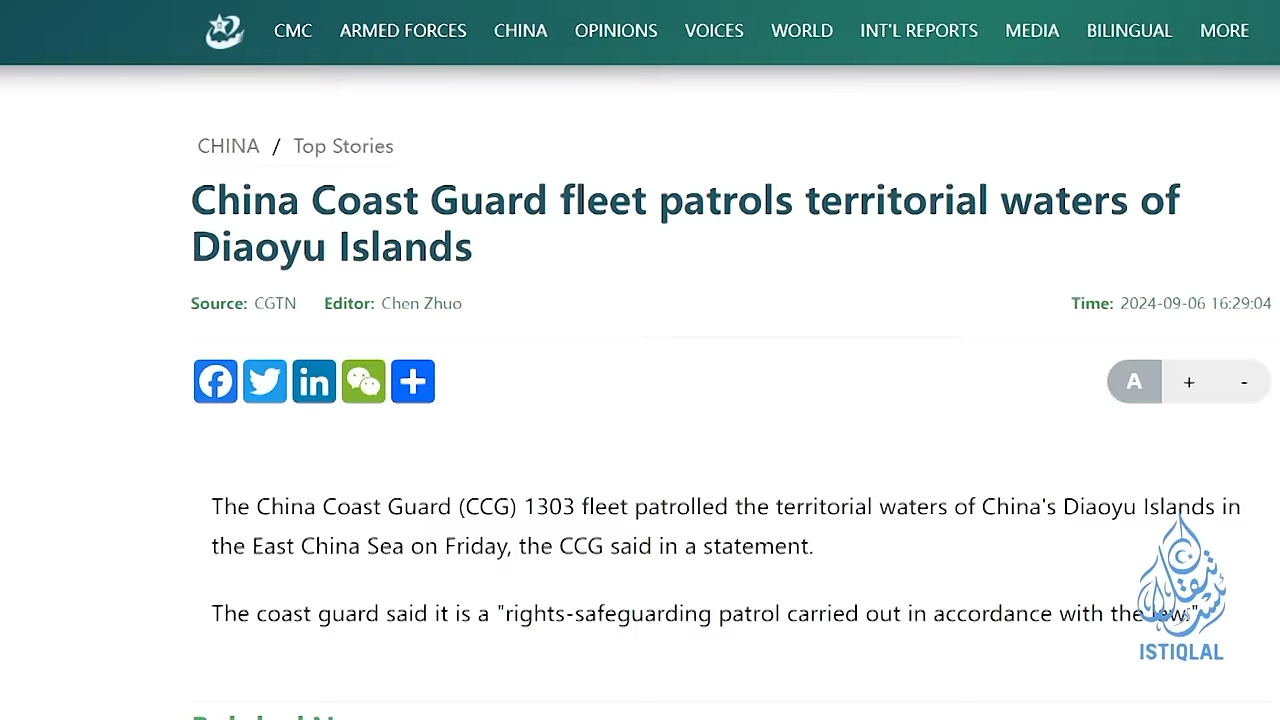 CMC ARMED FORCES CHINA OPINIONS VOICES WORLD INT'L REPORTS MEDIA BILINGUAL MORE
CHINA / Top Stories
China Coast Guard fleet patrols territorial waters of
Diaoyu Islands
Source: CGTN Editor: Chen Zhuo Time: 2024-09-06 16:29:04
A + -
The China Coast Guard (CCG) 1303 fleet patrolled the territorial waters of China's Diaoyu Islands in
the East China Sea on Friday, the CCG said in a statement.
The coast guard said it is a "rights-safeguarding patrol carried out in accordance with the law."
ISTIQLAL